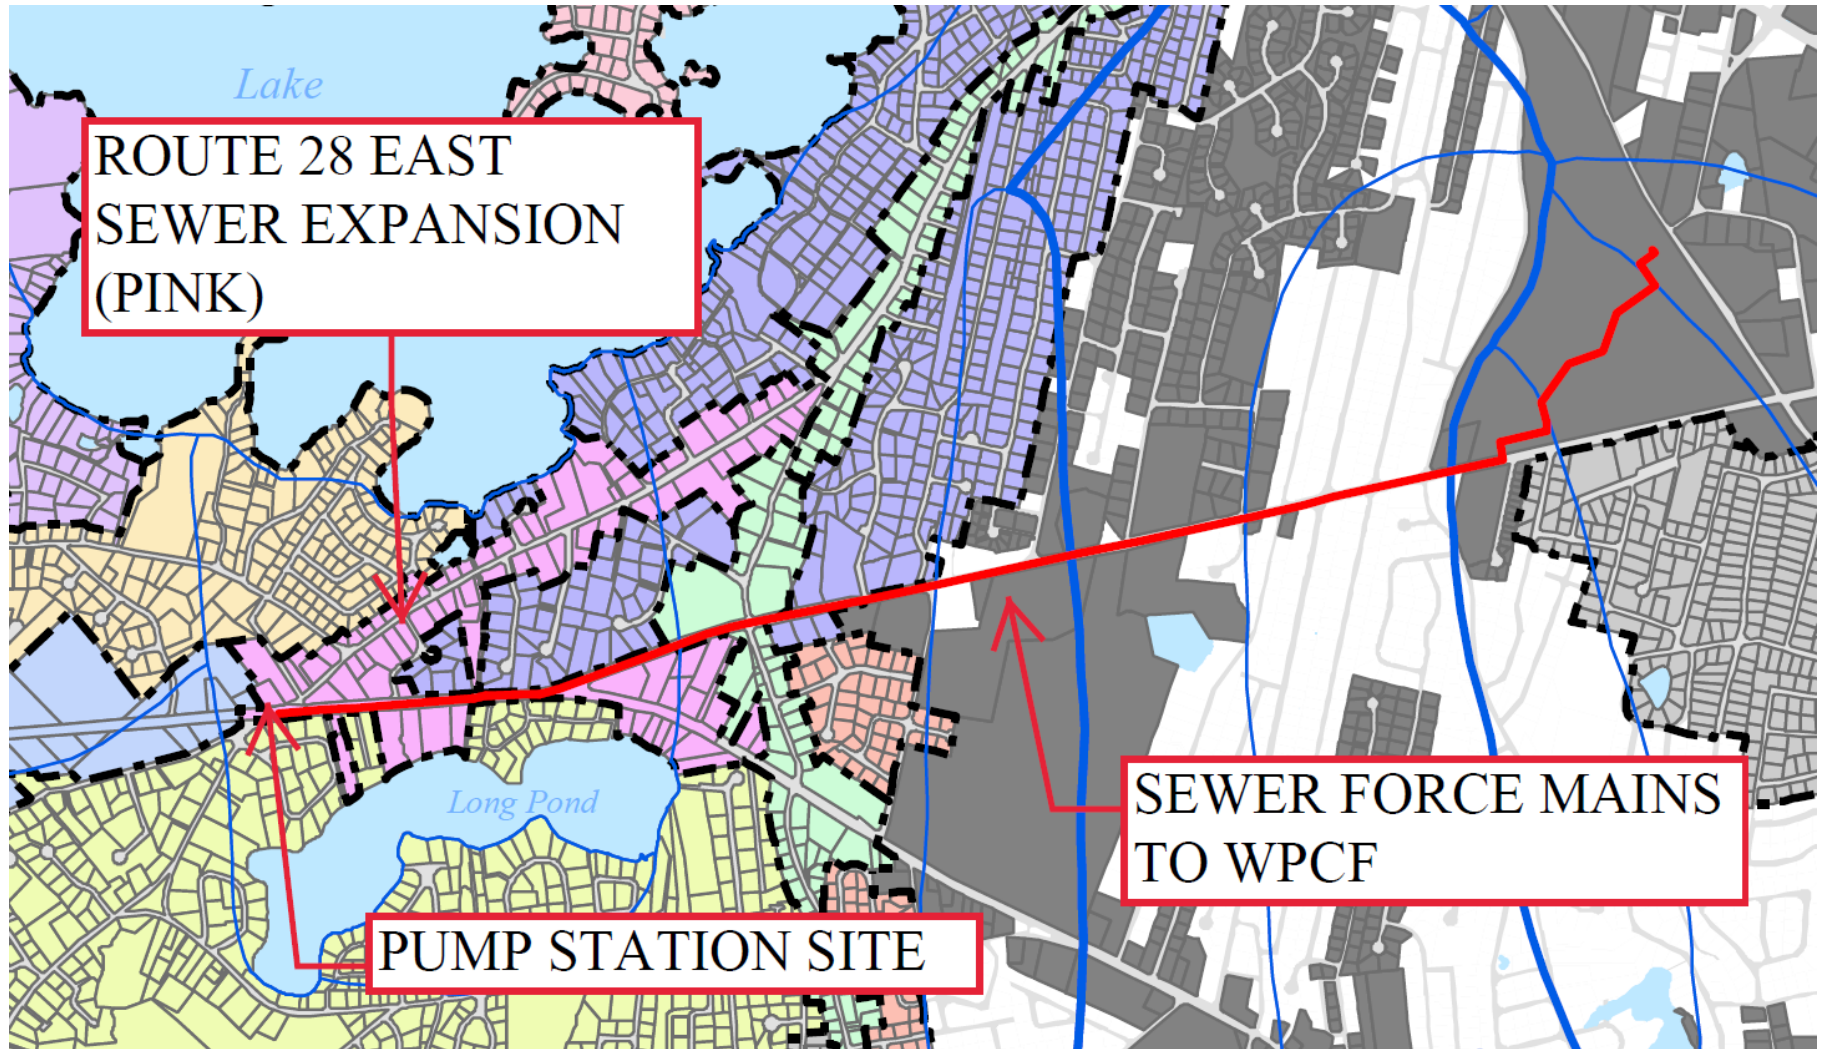 Lake
ROUTE 28 EAST
SEWER EXPANSION
(PINK)
Long Pond
SEWER FORCE MAINS
TO WPCF
PUMP STATION SITE